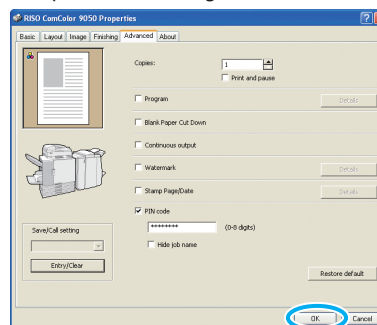 RISO ComColor 9050 Properties
Basic Layout Image Finishing Advanced About
Copies: 1
Print and pause
Program Details
Blank Paper Cut Down
Continuous output
Watermark Details
Stamp Page/Date Details
PIN code
******** (0-8 digits)
Hide job name
Save/Call setting
Entry/Clear
Restore default
OK Cancel